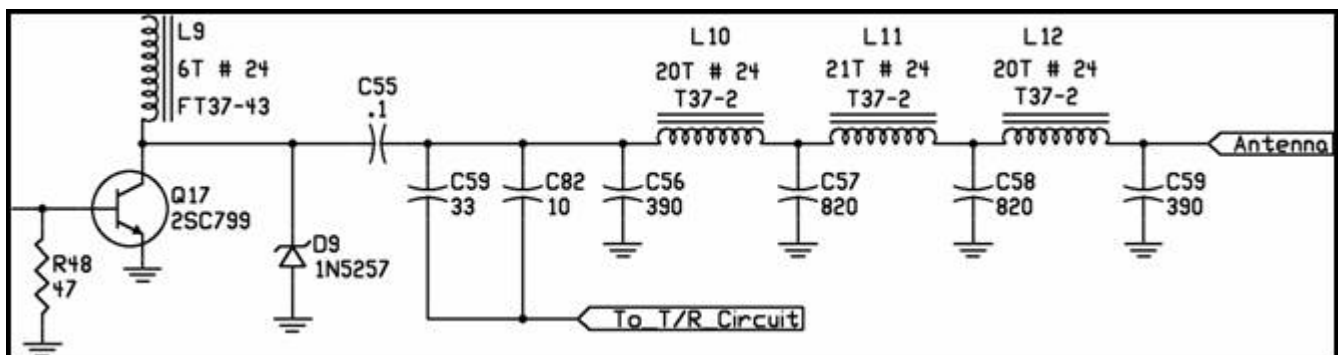 L9
6T # 24
FT37-43
C55
.1
L10
20T # 24
T37-2
L11
21T # 24
T37-2
L12
20T # 24
T37-2
Antenna
Q17
2SC799
C59
33
C82
10
C56
390
C57
820
C58
820
C59
390
R48
47
D9
1N5257
To_T/R_Circuit